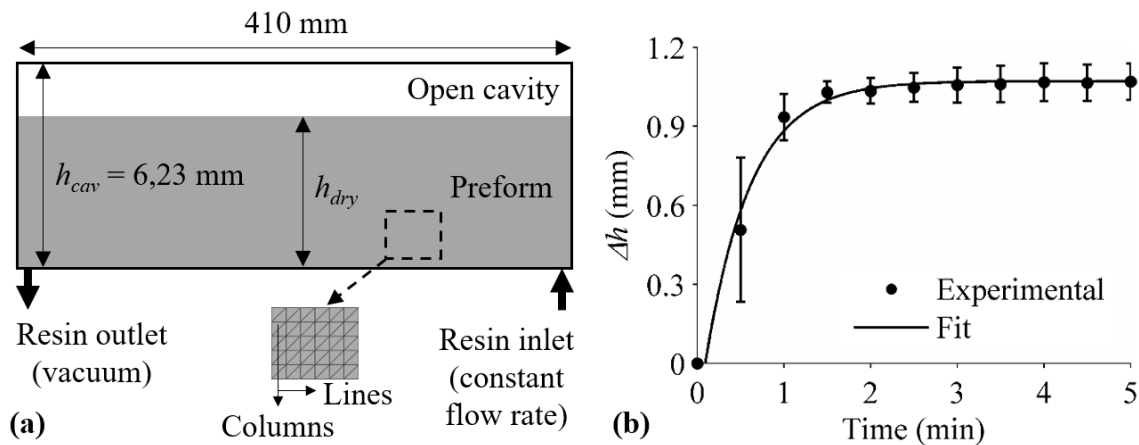 410 mm
Open cavity
h_cav = 6,23 mm
h_dry
Preform
Resin outlet
(vacuum)
Resin inlet
(constant
flow rate)
Lines
Columns
(a)
1.2
0.9
0.6
0.3
0
Δh (mm)
Experimental
Fit
0 1 2 3 4 5
Time (min)
(b)